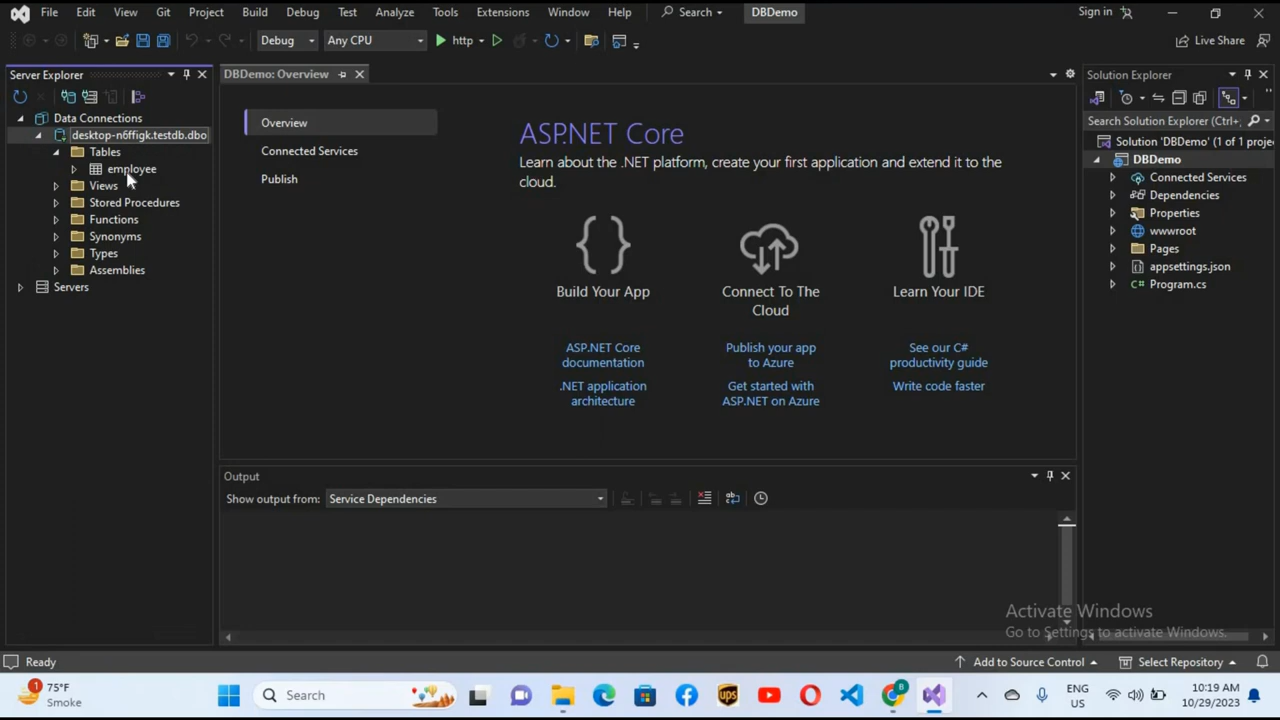 File Edit View Git Project Build Debug Test Analyze Tools Extensions Window Help Search DBDemo Sign in
Debug Any CPU http Live Share
Server Explorer
Data Connections
desktop-n6ffigk.testdb.dbo
Tables
employee
Views
Stored Procedures
Functions
Synonyms
Types
Assemblies
Servers
DBDemo: Overview
Overview
Connected Services
Publish
ASP.NET Core
Learn about the .NET platform, create your first application and extend it to the
cloud.
Build Your App
ASP.NET Core
documentation
.NET application
architecture
Connect To The
Cloud
Publish your app
to Azure
Get started with
ASP.NET on Azure
Learn Your IDE
See our C#
productivity guide
Write code faster
Output
Show output from: Service Dependencies
Solution Explorer
Search Solution Explorer (Ctrl+;
Solution 'DBDemo' (1 of 1 projec
DBDemo
Connected Services
Dependencies
Properties
wwwroot
Pages
appsettings.json
C# Program.cs
Activate Windows
Go to Settings to activate Windows.
Ready Add to Source Control Select Repository
1 75°F
Smoke
Search
UPS
B
ENG
US
10:19 AM
10/29/2023